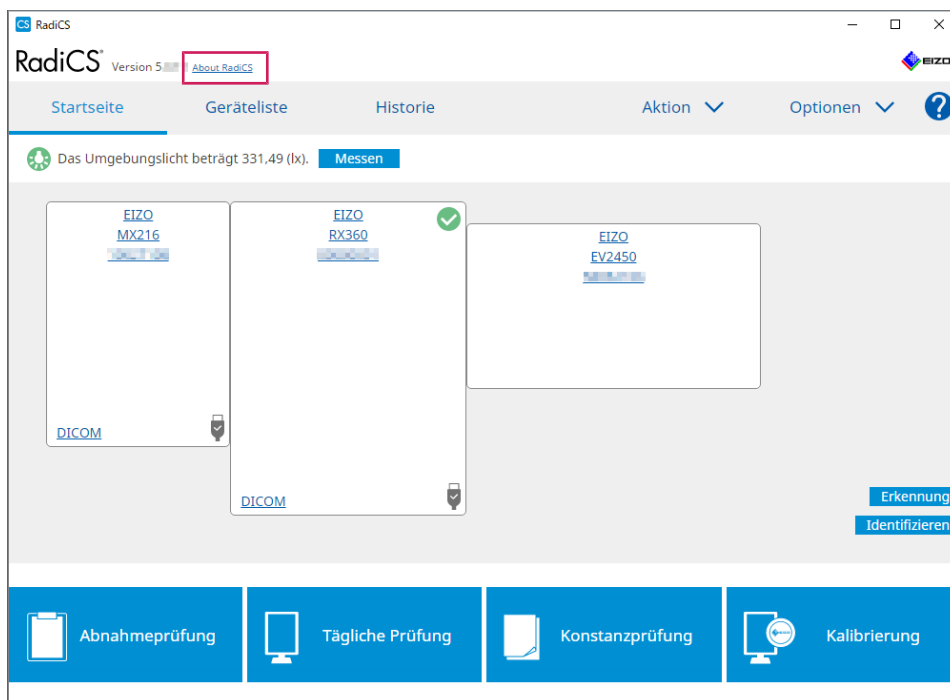 CS RadiCS
RadiCS Version 5. About RadiCS
EIZO
Startseite Geräteliste Historie Aktion Optionen ?
Das Umgebungslicht beträgt 331,49 (lx). Messen
EIZO
MX216
DICOM
EIZO
RX360
DICOM
EIZO
EV2450
Erkennung
Identifizieren
Abnahmeprüfung Tägliche Prüfung Konstanzprüfung Kalibrierung